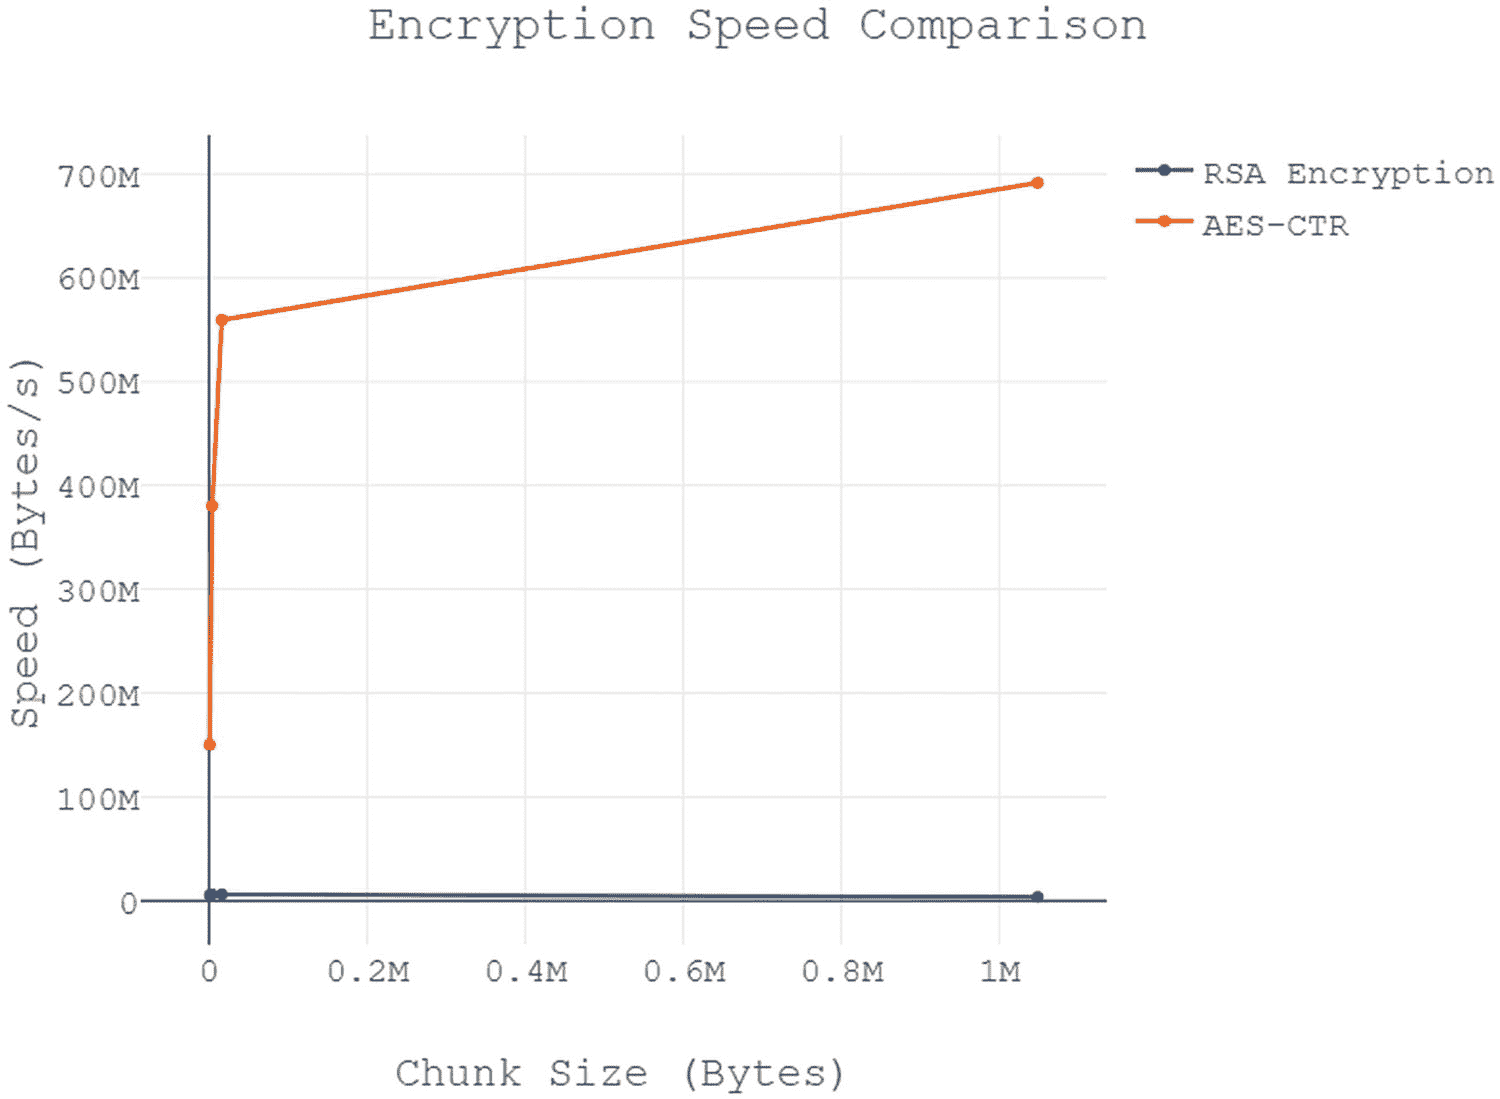 Encryption Speed Comparison
700M
600M
500M
400M
300M
200M
100M
0
Speed (Bytes/s)
0 0.2M 0.4M 0.6M 0.8M 1M
Chunk Size (Bytes)
RSA Encryption
AES-CTR